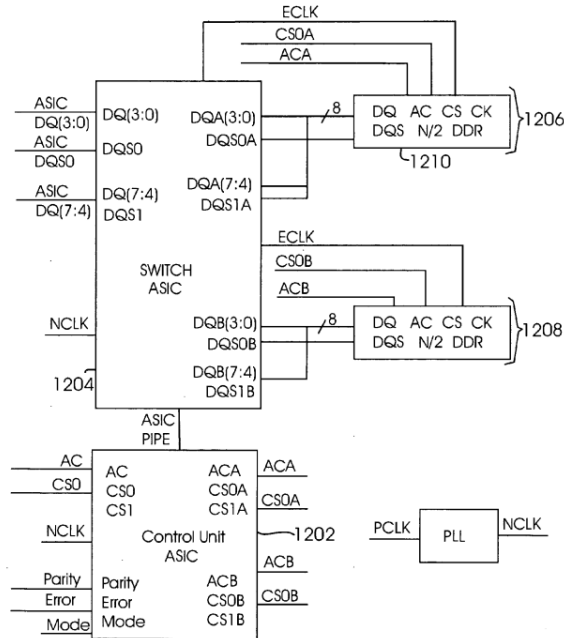 ECLK
CS0A
ACA
ASIC
DQ(3:0)
ASIC
DQS0
ASIC
DQ(7:4)
NCLK
1204
DQ(3:0)
DQS0
DQ(7:4)
DQS1
SWITCH
ASIC
DQA(3:0)
DQS0A
DQA(7:4)
DQS1A
DQB(3:0)
DQS0B
DQB(7:4)
DQS1B
8
DQ AC CS CK
DQS N/2 DDR
1206
1210
ECLK
CS0B
ACB
8
DQ AC CS CK
DQS N/2 DDR
1208
ASIC
PIPE
AC
CS0
NCLK
Parity
Error
Mode
AC
CS0
CS1
ACA
CS0A
CS1A
Control Unit
ASIC
Parity
Error
Mode
ACB
CS0B
CS1B
ACA
CS0A
1202
ACB
CS0B
PCLK
PLL
NCLK